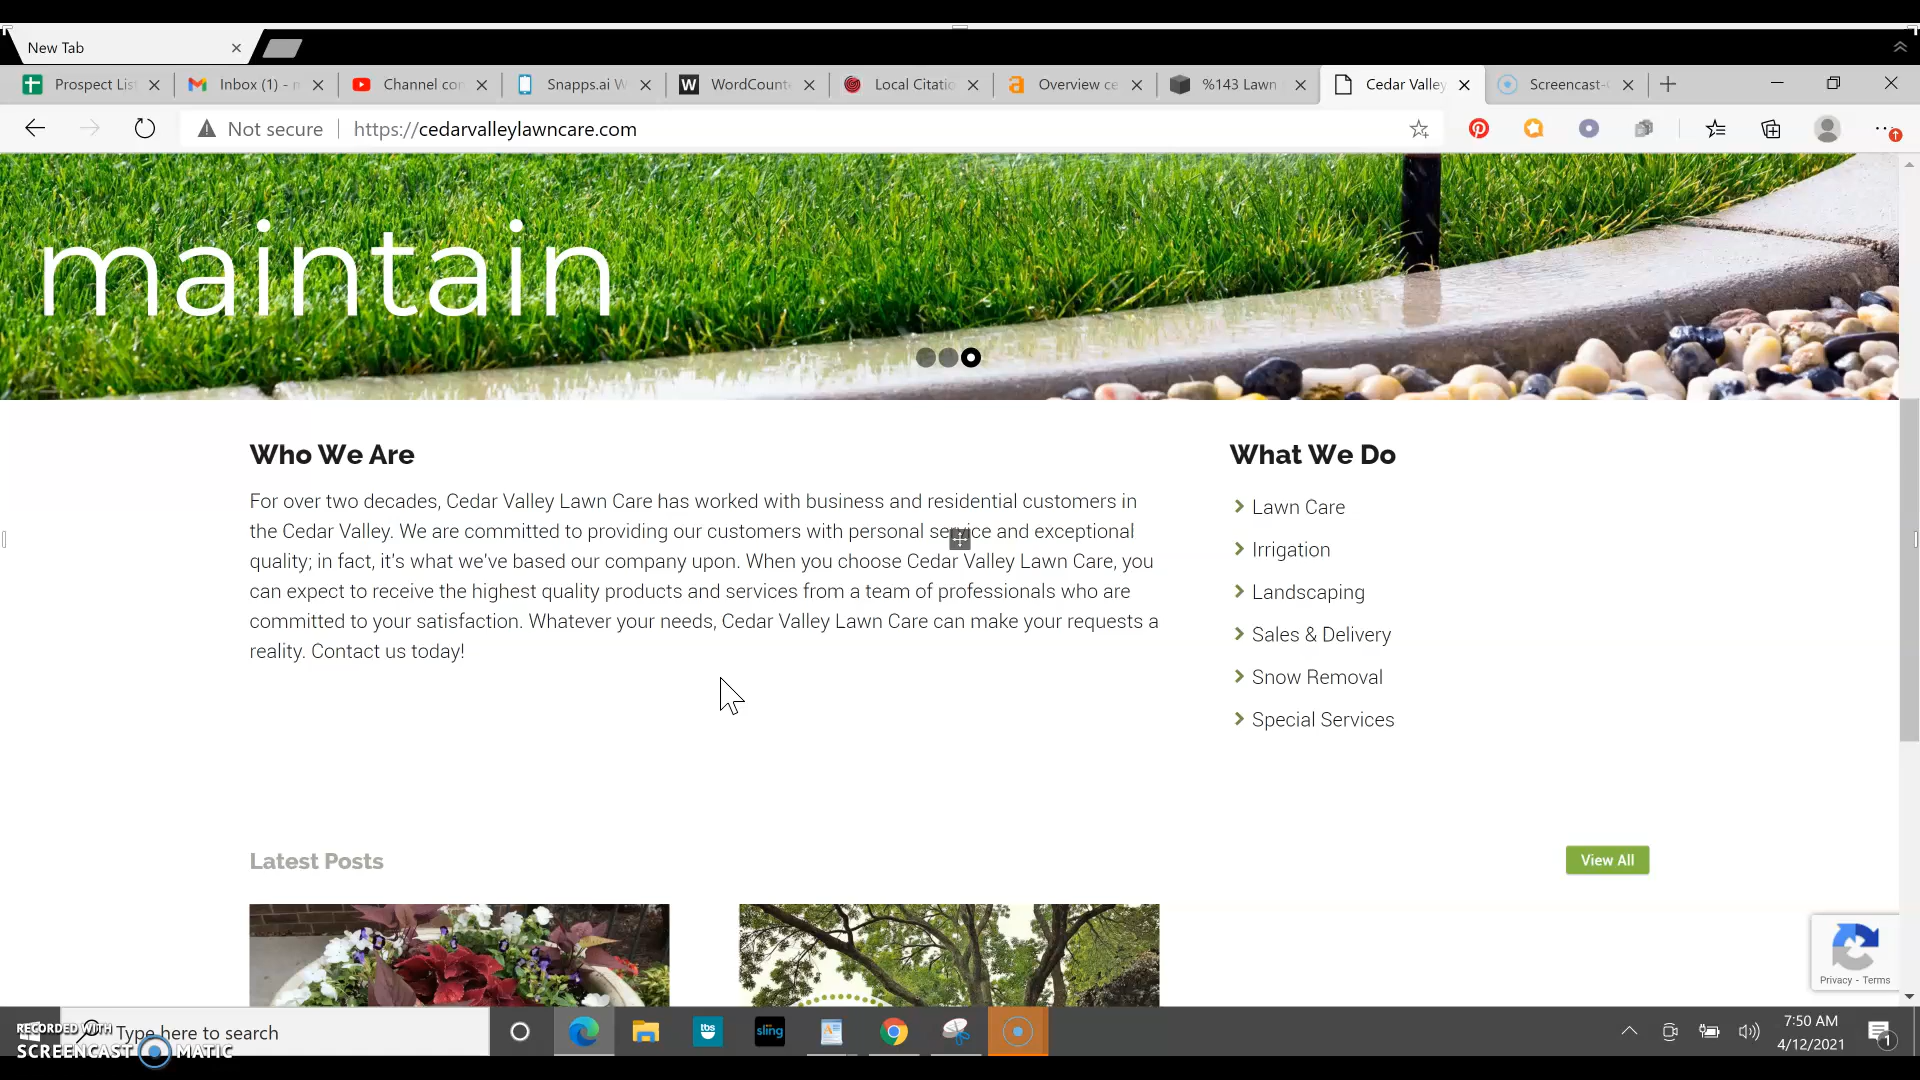 New Tab
Prospect Lis
Inbox (1) - n
Channel con
Snapps.ai W
WordCount
Local Citatio
Overview ce
%143 Lawn
Cedar Valley
Screencast-
Not secure
https://cedarvalleylawncare.com
maintain
Who We Are
For over two decades, Cedar Valley Lawn Care has worked with business and residential customers in
the Cedar Valley. We are committed to providing our customers with personal service and exceptional
quality; in fact, it's what we've based our company upon. When you choose Cedar Valley Lawn Care, you
can expect to receive the highest quality products and services from a team of professionals who are
committed to your satisfaction. Whatever your needs, Cedar Valley Lawn Care can make your requests a
reality. Contact us today!
What We Do
Lawn Care
Irrigation
Landscaping
Sales & Delivery
Snow Removal
Special Services
Latest Posts
View All
Privacy - Terms
Type here to search
RECORDED WITH
SCREENCAST MATIC
tbs
sling
7:50 AM
4/12/2021
1